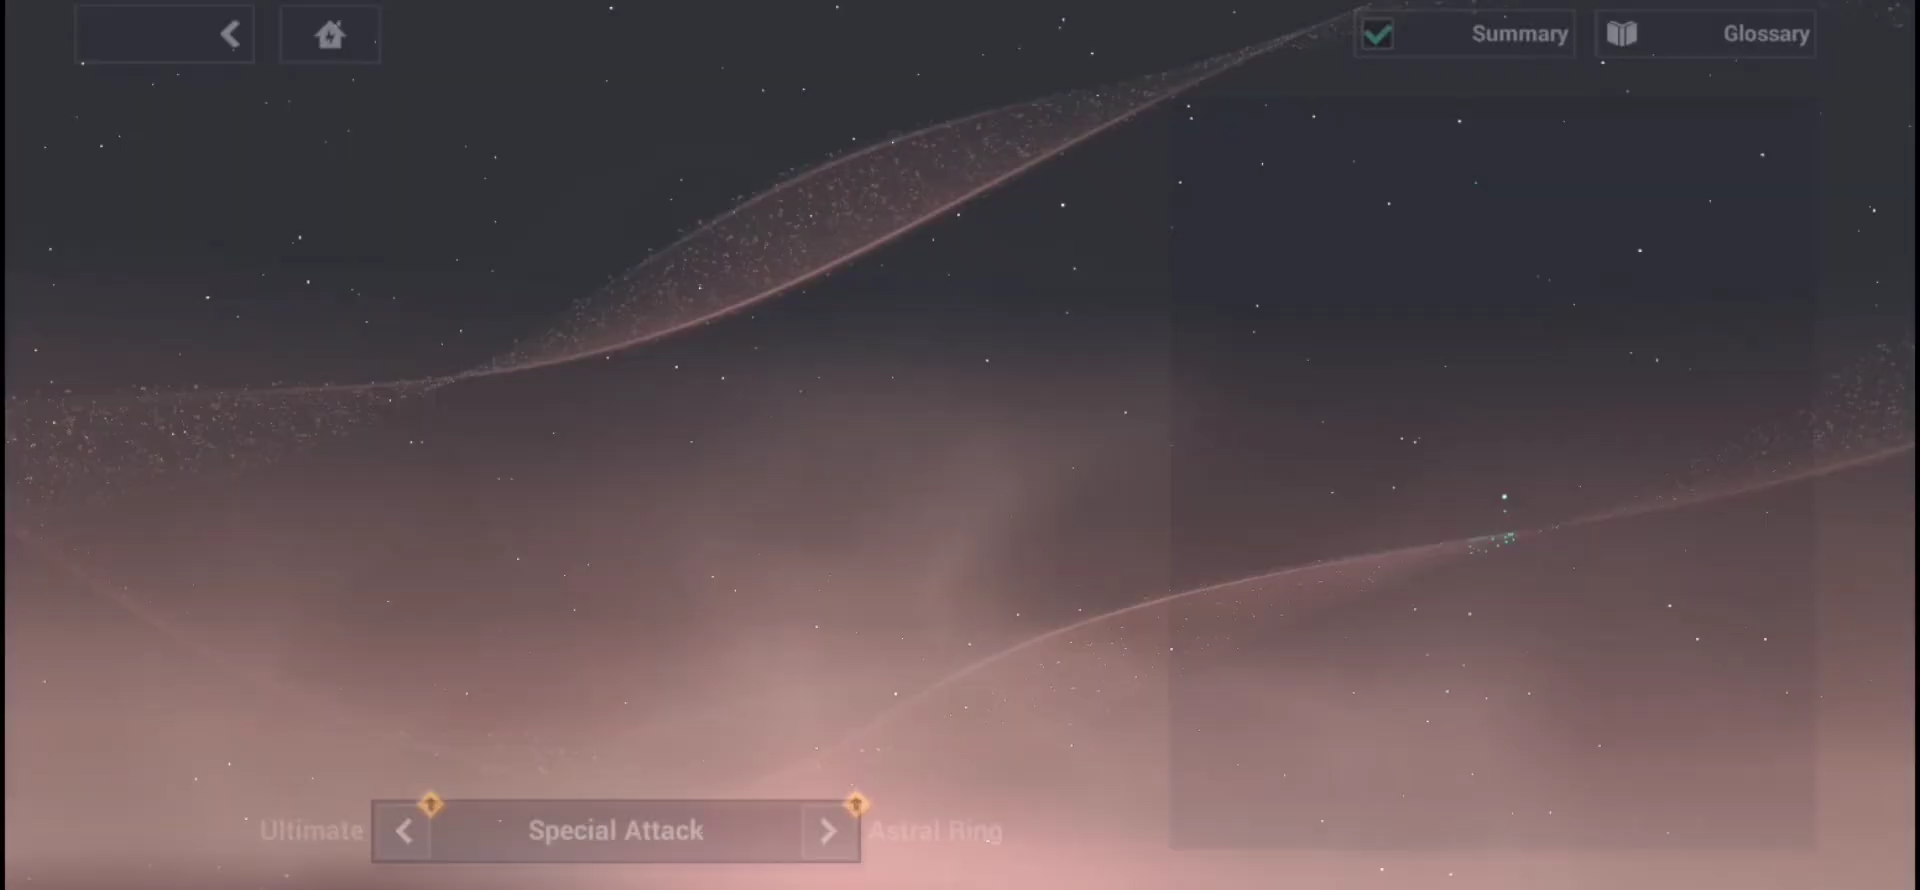 Summary
Glossary
Ultimate
Special Attack
Astral Ring